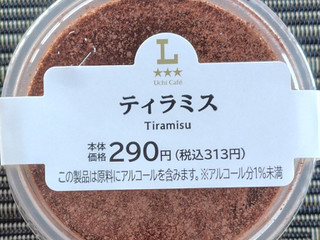 L
★★★
Uchi Café
ティラミス
Tiramisu
本体価格 290円(税込313円)
この製品は原料にアルコールを含みます。※アルコール分1%未満